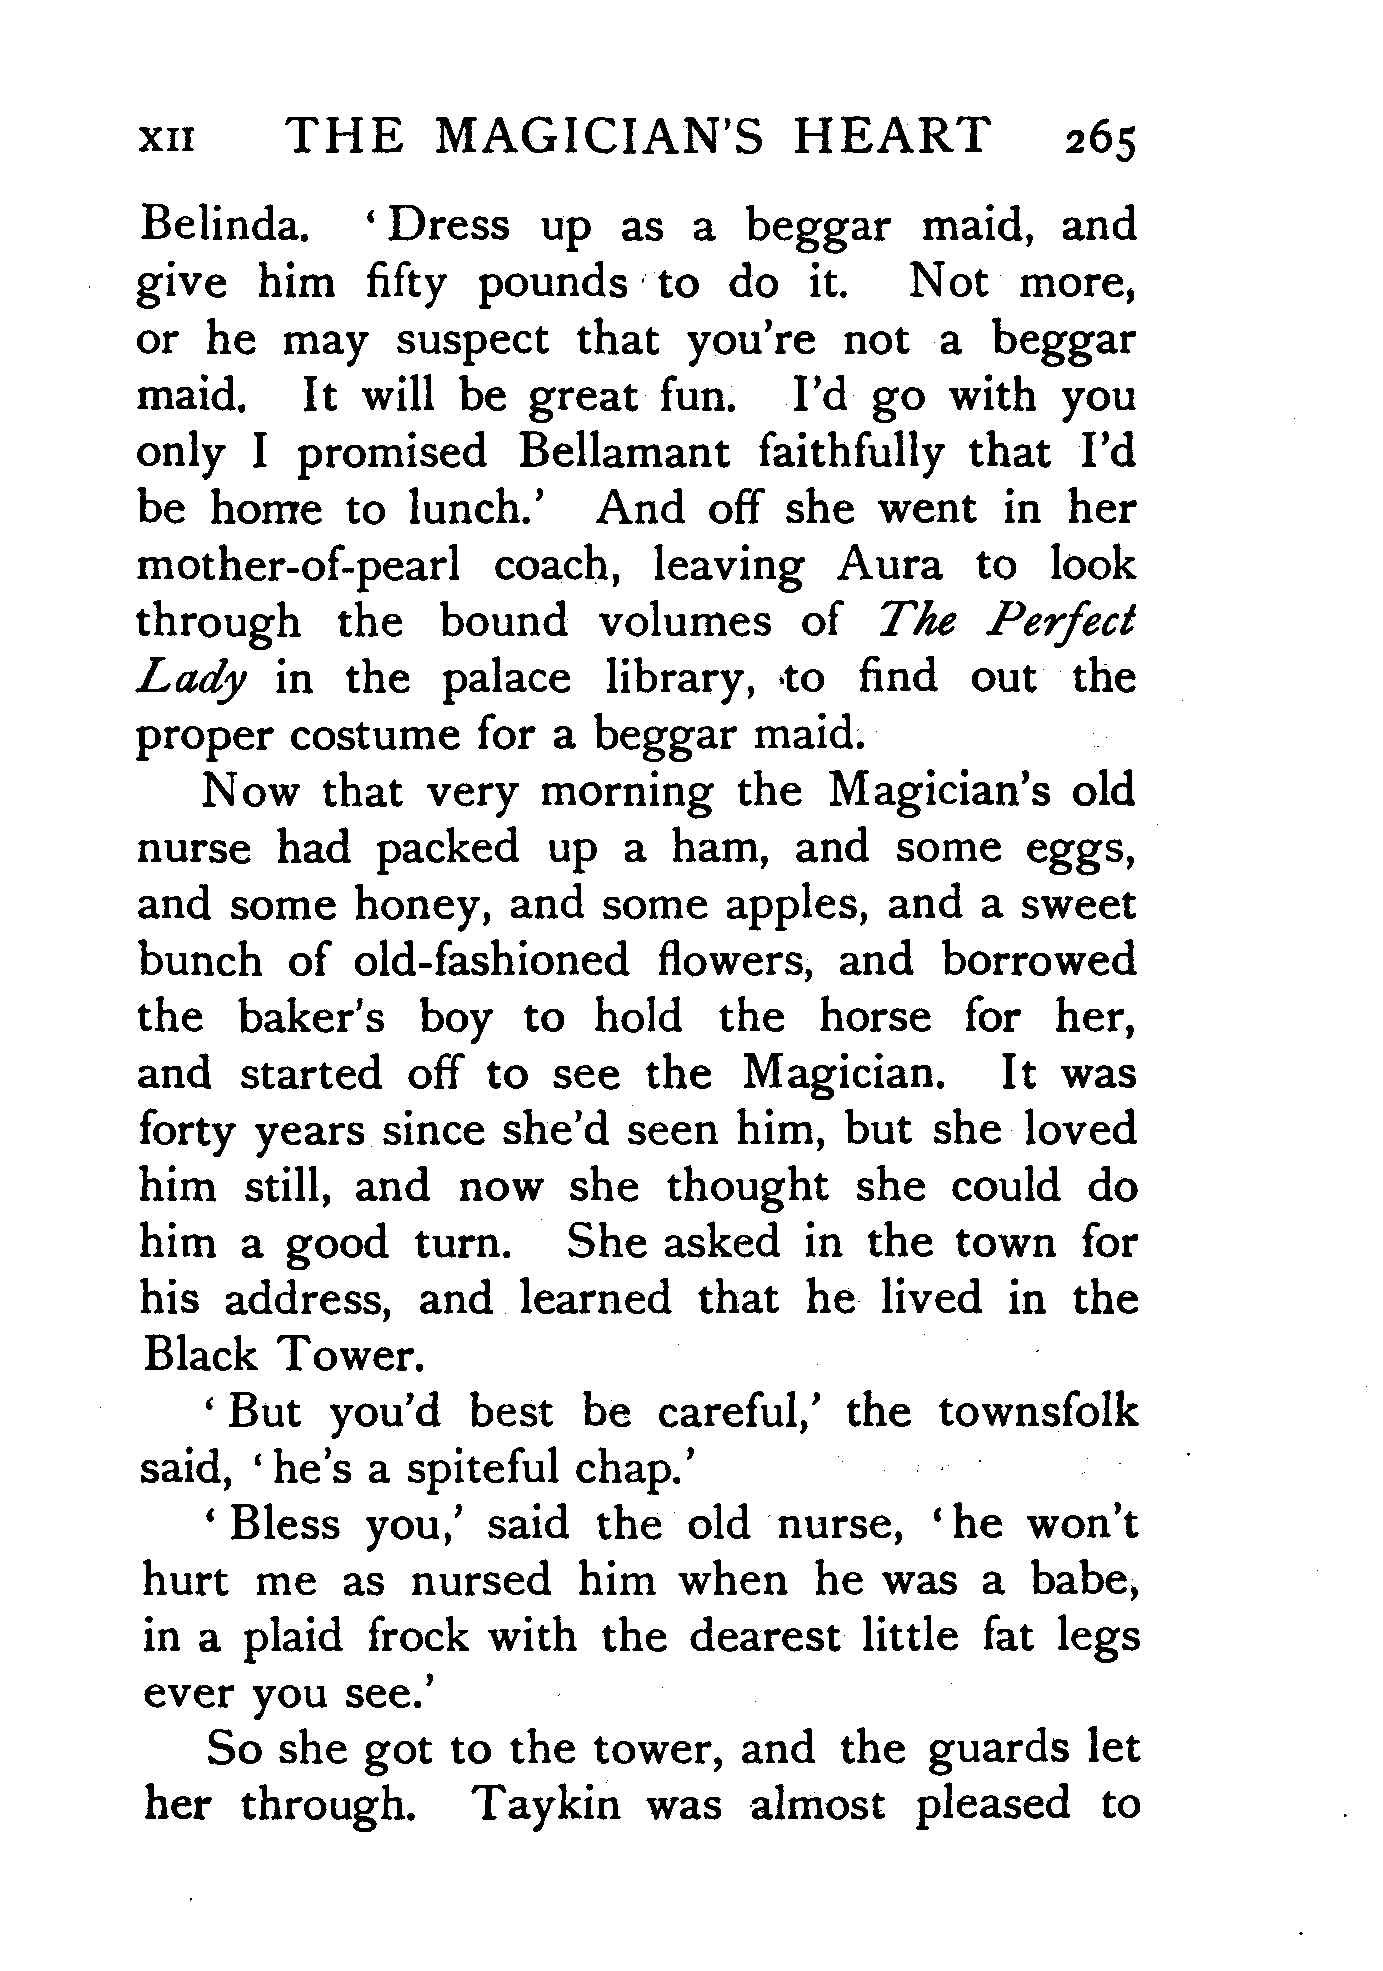 XII THE MAGICIAN'S HEART 265
Belinda. ‘Dress up as a beggar maid, and
give him fifty pounds to do it. Not more,
or he may suspect that you're not a beggar
maid. It will be great fun. I'd go with you
only I promised Bellamant faithfully that I'd
be home to lunch.’ And off she went in her
mother-of-pearl coach, leaving Aura to look
through the bound volumes of The Perfect
Lady in the palace library, to find out the
proper costume for a beggar maid.
Now that very morning the Magician's old
nurse had packed up a ham, and some eggs,
and some honey, and some apples, and a sweet
bunch of old-fashioned flowers, and borrowed
the baker's boy to hold the horse for her,
and started off to see the Magician. It was
forty years since she'd seen him, but she loved
him still, and now she thought she could do
him a good turn. She asked in the town for
his address, and learned that he lived in the
Black Tower.
‘But you'd best be careful,’ the townsfolk
said, ‘he's a spiteful chap.’
‘Bless you,’ said the old nurse, ‘he won't
hurt me as nursed him when he was a babe,
in a plaid frock with the dearest little fat legs
ever you see.’
So she got to the tower, and the guards let
her through. Taykin was almost pleased to